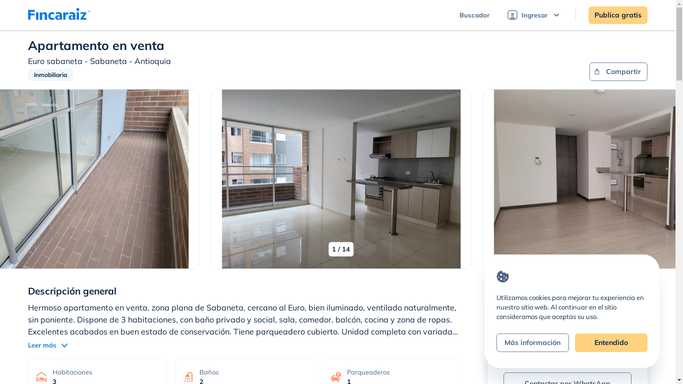 Fincaraiz
Buscador
Ingresar
Publica gratis
Apartamento en venta
Euro sabaneta - Sabaneta - Antioquia
Inmobiliaria
Compartir
1 / 14
Descripción general
Hermoso apartamento en venta, zona plana de Sabaneta, cercano al Euro, bien iluminado, ventilado naturalmente,
sin poniente. Dispone de 3 habitaciones, con baño privado y social, sala, comedor, balcón, cocina y zona de ropas.
Excelentes acabados en buen estado de conservación. Tiene parqueadero cubierto. Unidad completa con variada...
Leer más
Habitaciones
3
Baños
2
Parqueaderos
1
Utilizamos cookies para mejorar tu experiencia en
nuestro sitio web. Al continuar en el sitio
consideramos que aceptas su uso.
Más información
Entendido
Contactar por WhatsApp